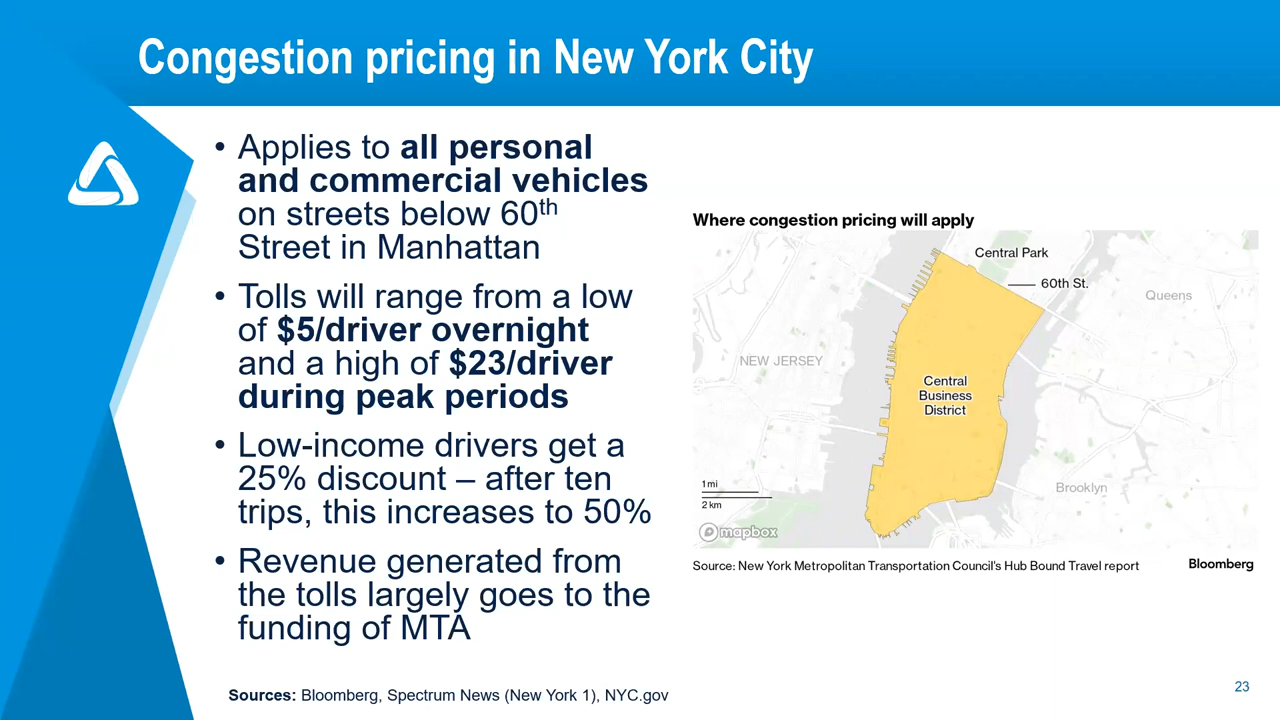 Congestion pricing in New York City
• Applies to all personal
and commercial vehicles
on streets below 60th
Street in Manhattan
• Tolls will range from a low
of $5/driver overnight
and a high of $23/driver
during peak periods
• Low-income drivers get a
25% discount – after ten
trips, this increases to 50%
• Revenue generated from
the tolls largely goes to the
funding of MTA
Where congestion pricing will apply
Central Park
60th St.
Queens
NEW JERSEY
Central
Business
District
1 mi
2 km
Brooklyn
mapbox
Source: New York Metropolitan Transportation Council's Hub Bound Travel report
Bloomberg
Sources: Bloomberg, Spectrum News (New York 1), NYC.gov
23